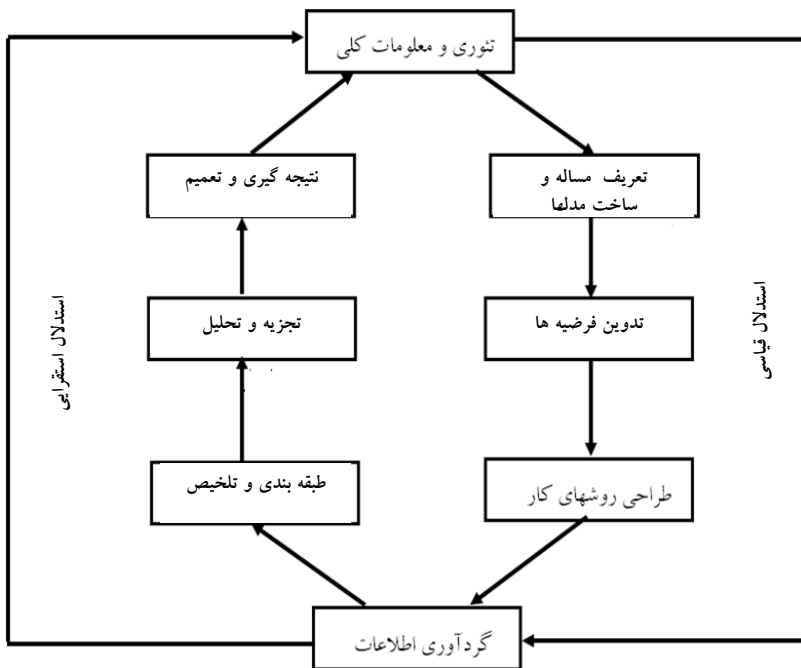 تئوری و معلومات کلی
تعریف مساله و
ساخت مدلها
نتیجه گیری و تعمیم
تدوین فرضیه ها
تجزیه و تحلیل
استدلال قیاسی
استدلال استقرایی
طراحی روشهای کار
طبقه بندی و تلخیص
گردآوری اطلاعات